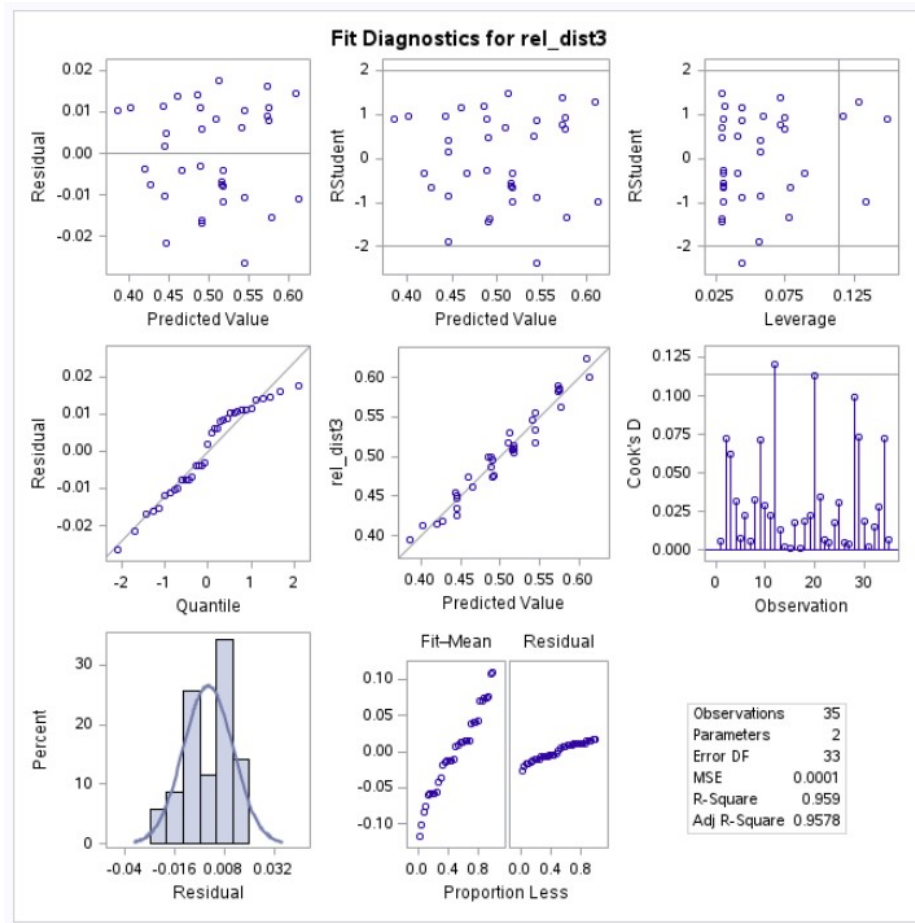 Fit Diagnostics for rel_dist3
Residual
0.02
0.01
0.00
-0.01
-0.02
0.40 0.45 0.50 0.55 0.60
Predicted Value
RStudent
2
1
0
-1
-2
0.40 0.45 0.50 0.55 0.60
Predicted Value
RStudent
2
1
0
-1
-2
0.025 0.075 0.125
Leverage
Residual
0.02
0.01
0.00
-0.01
-0.02
-2 -1 0 1 2
Quantile
rel_dist3
0.60
0.55
0.50
0.45
0.40
0.40 0.45 0.50 0.55 0.60
Predicted Value
Cook's D
0.125
0.100
0.075
0.050
0.025
0.000
0 10 20 30
Observation
Percent
30
20
10
0
-0.04 -0.016 0.008 0.032
Residual
Fit–Mean Residual
0.10
0.05
0.00
-0.05
-0.10
0.0 0.4 0.8 0.0 0.4 0.8
Proportion Less
Observations 35
Parameters 2
Error DF 33
MSE 0.0001
R-Square 0.959
Adj R-Square 0.9578